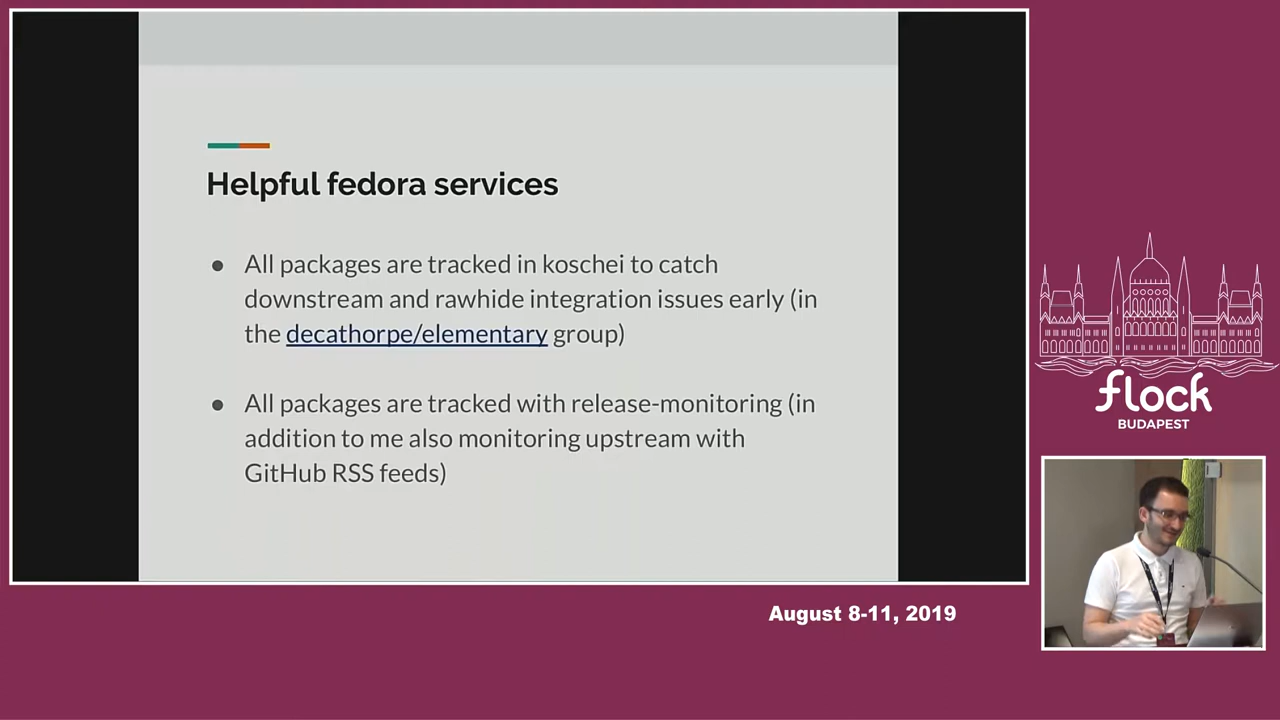 Helpful fedora services
● All packages are tracked in koschei to catch
downstream and rawhide integration issues early (in
the decathorpe/elementary group)
● All packages are tracked with release-monitoring (in
addition to me also monitoring upstream with
GitHub RSS feeds)
flock
BUDAPEST
August 8-11, 2019